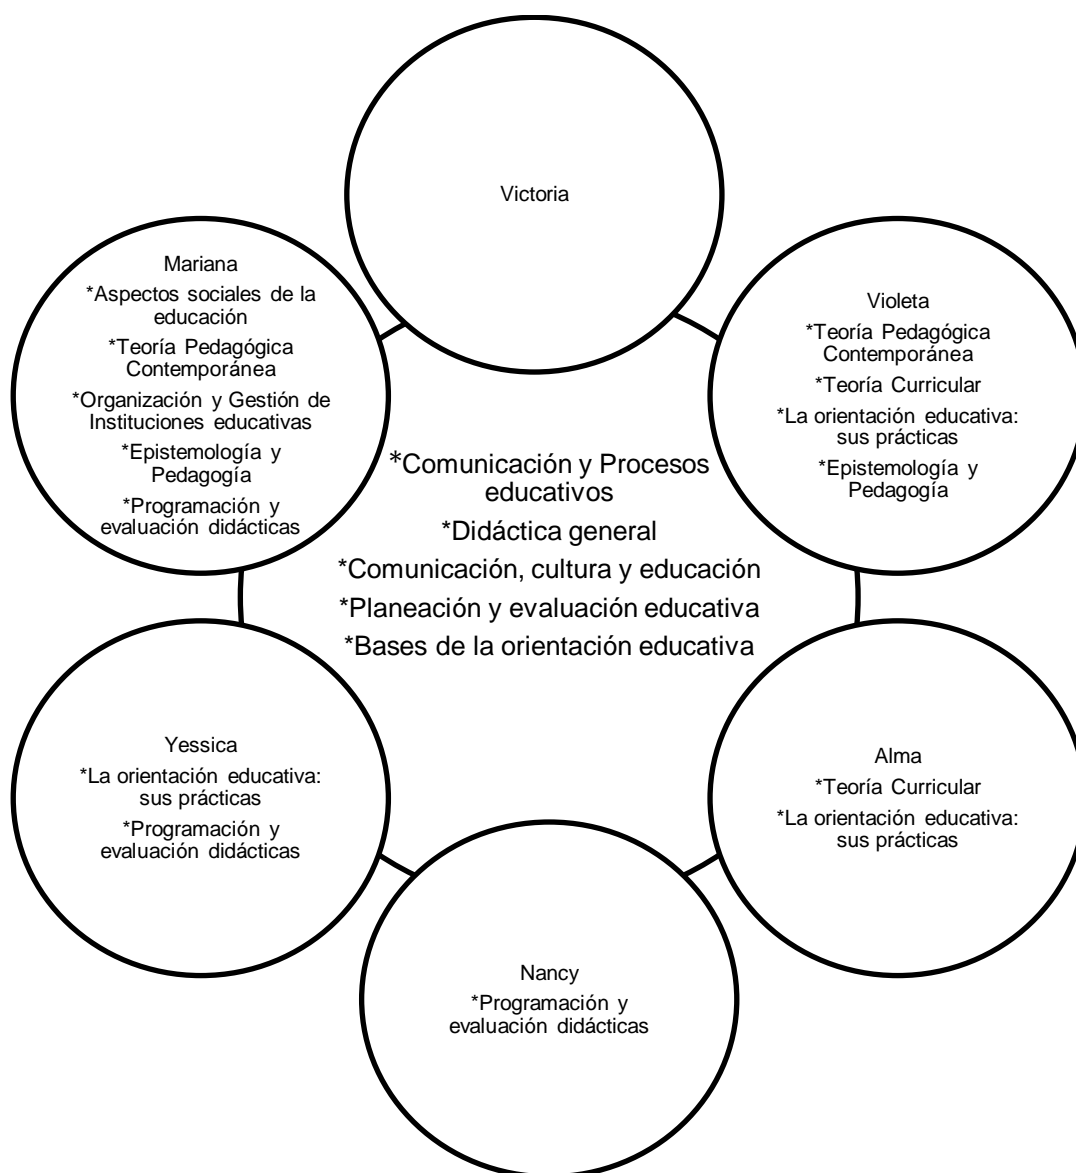 Victoria
Mariana
*Aspectos sociales de la
educación
*Teoría Pedagógica
Contemporánea
*Organización y Gestión de
Instituciones educativas
*Epistemología y
Pedagogía
*Programación y
evaluación didácticas
Violeta
*Teoría Pedagógica
Contemporánea
*Teoría Curricular
*La orientación educativa:
sus prácticas
*Epistemología y
Pedagogía
*Comunicación y Procesos
educativos
*Didáctica general
*Comunicación, cultura y educación
*Planeación y evaluación educativa
*Bases de la orientación educativa
Yessica
*La orientación educativa:
sus prácticas
*Programación y
evaluación didácticas
Alma
*Teoría Curricular
*La orientación educativa:
sus prácticas
Nancy
*Programación y
evaluación didácticas